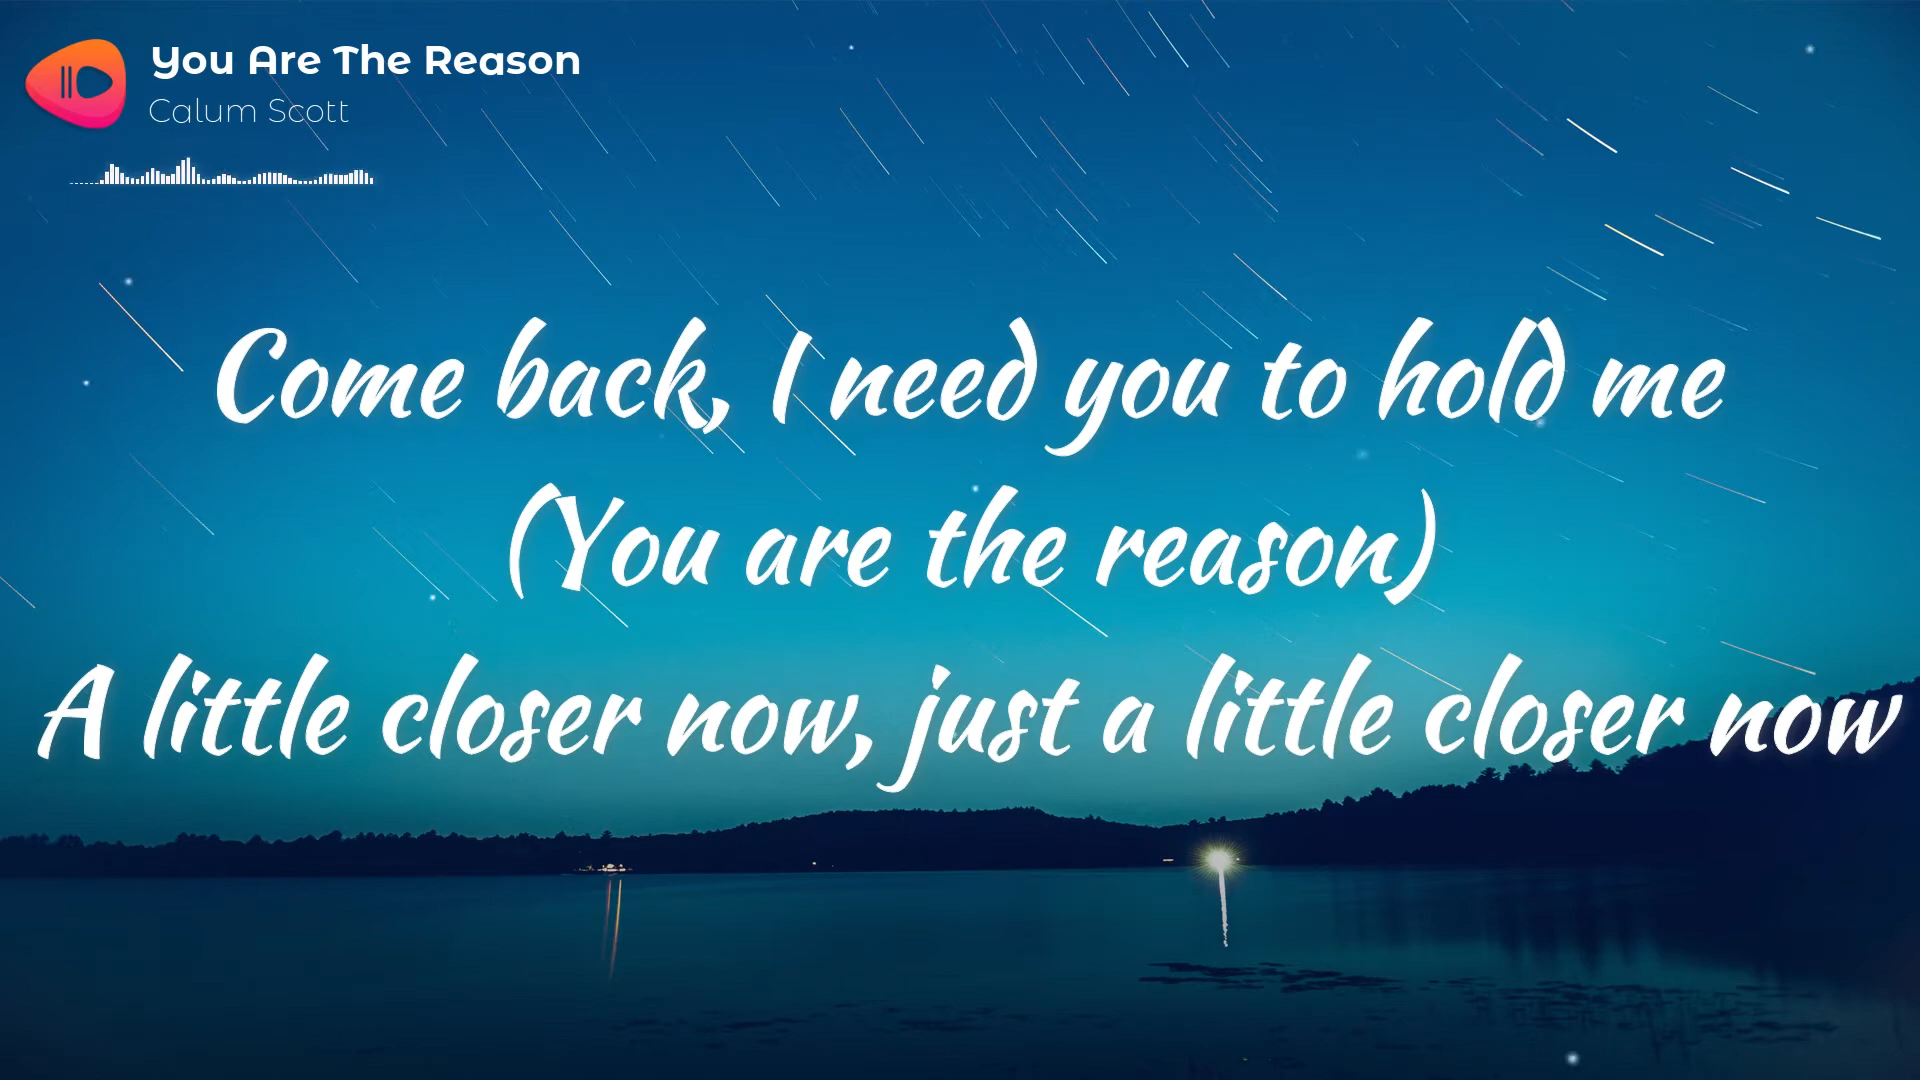 You Are The Reason
Calum Scott
Come back, I need you to hold me
(You are the reason)
A little closer now, just a little closer now